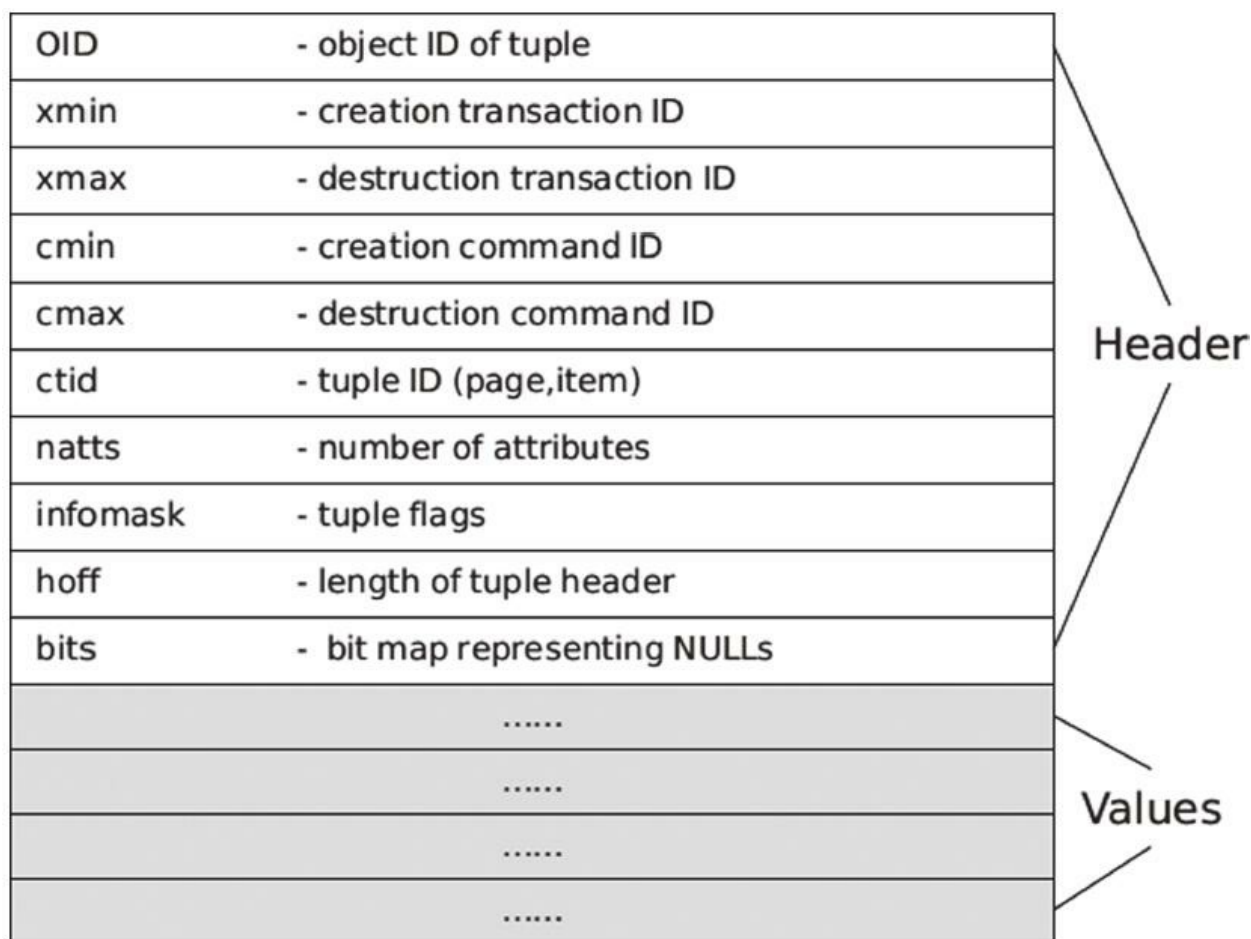 OID - object ID of tuple
xmin - creation transaction ID
xmax - destruction transaction ID
cmin - creation command ID
cmax - destruction command ID
ctid - tuple ID (page,item)
natts - number of attributes
infomask - tuple flags
hoff - length of tuple header
bits - bit map representing NULLs
Header
......
......
......
......
Values